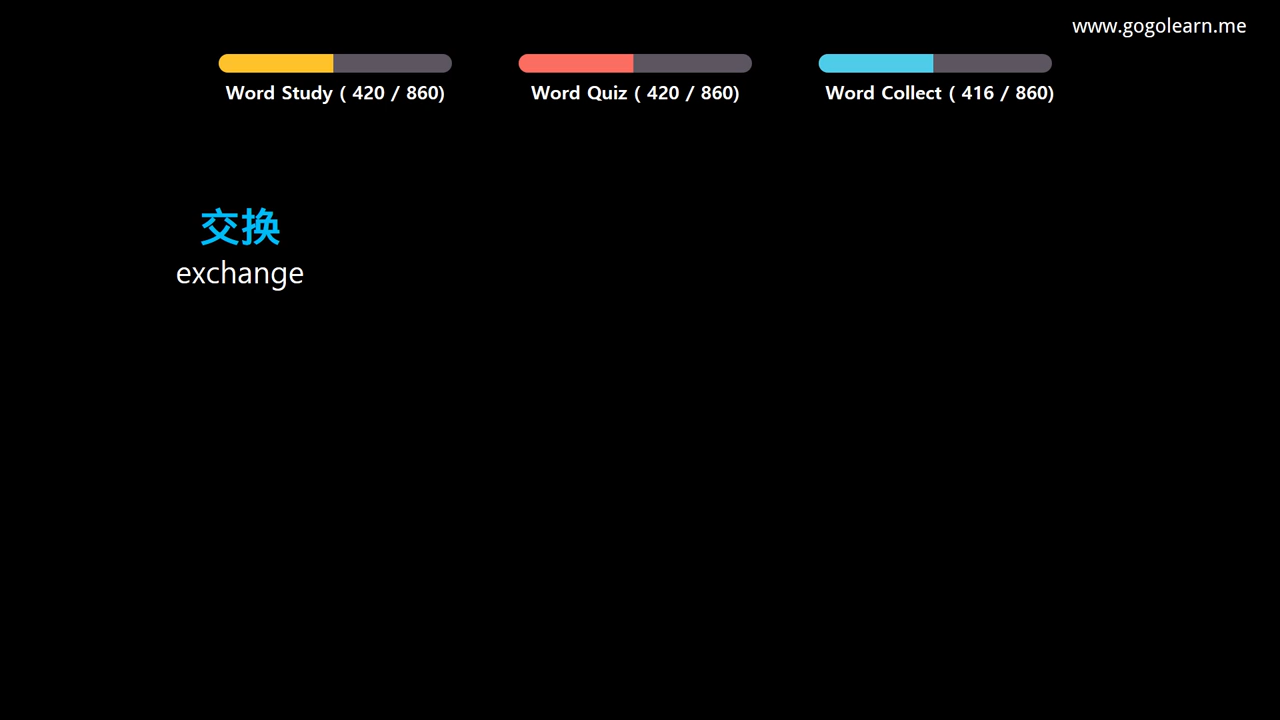 www.gogolearn.me
Word Study ( 420 / 860)
Word Quiz ( 420 / 860)
Word Collect ( 416 / 860)
交换
exchange